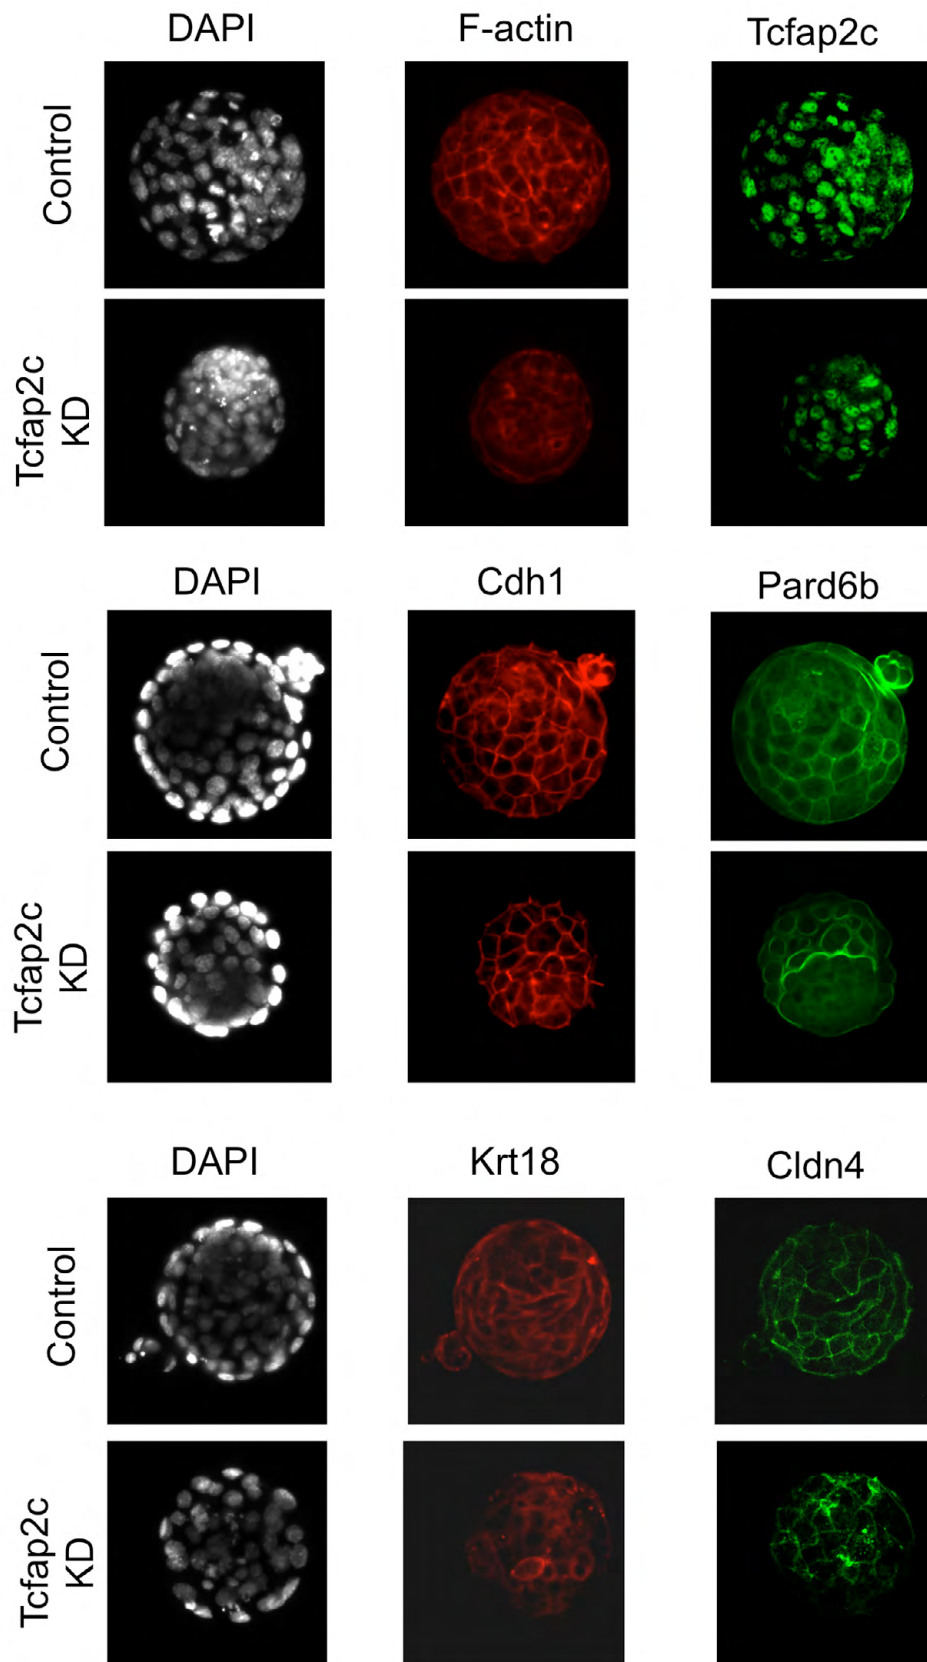 DAPI F-actin Tcfap2c
Control
Tcfap2c
KD
DAPI Cdh1 Pard6b
Control
Tcfap2c
KD
DAPI Krt18 Cldn4
Control
Tcfap2c
KD